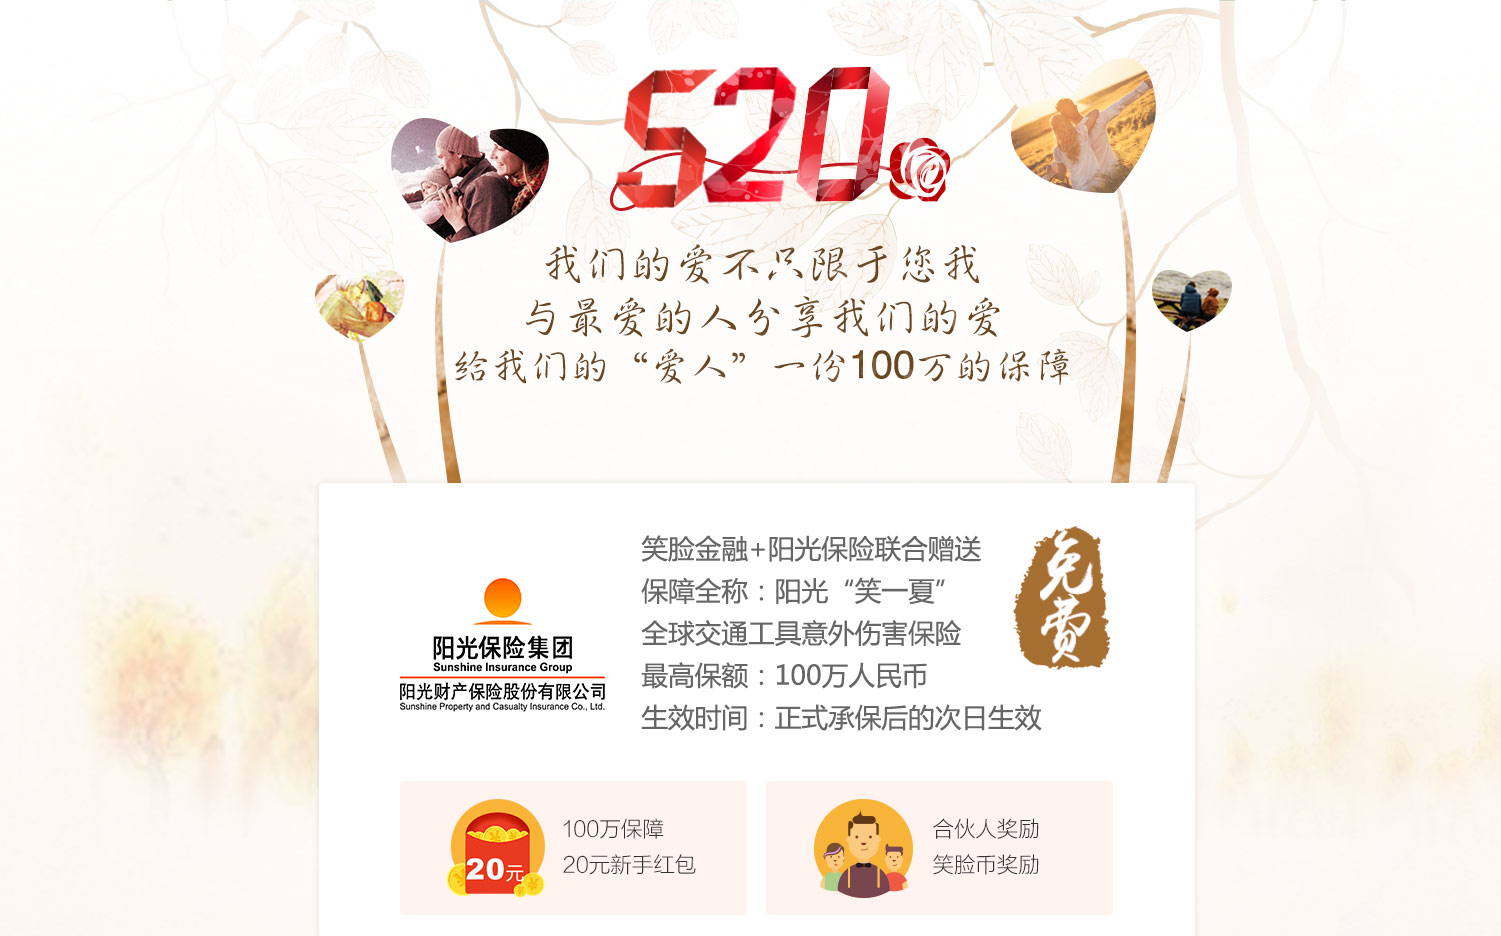 520
我们的爱不只限于您我
与最爱的人分享我们的爱
给我们的“爱人”一份100万的保障
笑脸金融+阳光保险联合赠送
保障全称：阳光“笑一夏”
全球交通工具意外伤害保险
最高保额：100万人民币
生效时间：正式承保后的次日生效
免費
阳光保险集团
Sunshine Insurance Group
阳光财产保险股份有限公司
Sunshine Property and Casualty Insurance Co., Ltd.
20元
100万保障
20元新手红包
合伙人奖励
笑脸币奖励